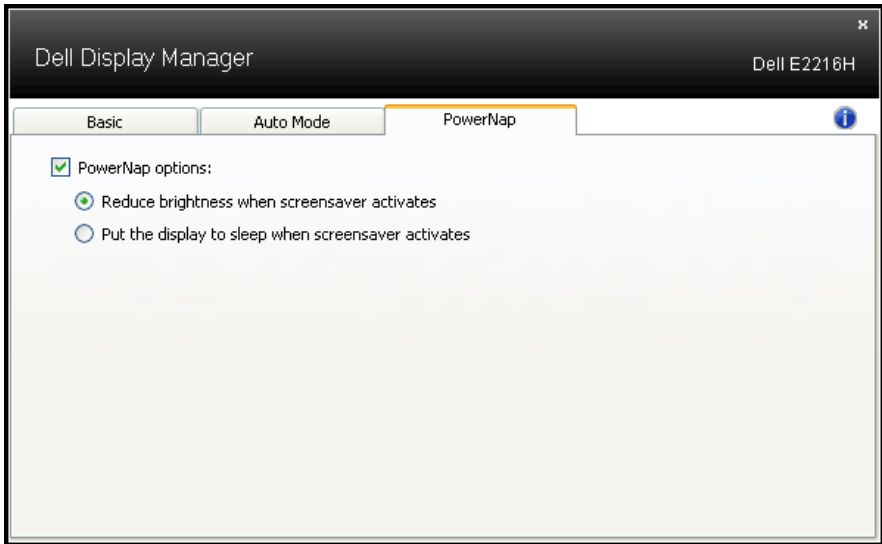 Dell Display Manager
Dell E2216H
Basic
Auto Mode
PowerNap
PowerNap options:
Reduce brightness when screensaver activates
Put the display to sleep when screensaver activates